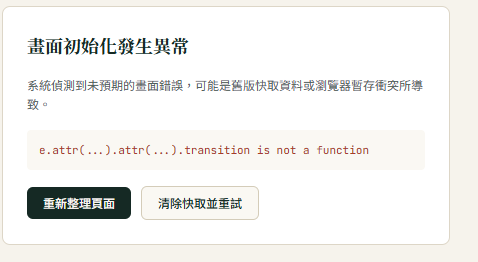 畫面初始化發生異常
系統偵測到未預期的畫面錯誤，可能是舊版快取資料或瀏覽器暫存衝突所導
致。
e.attr(...).attr(...).transition is not a function
重新整理頁面
清除快取並重試